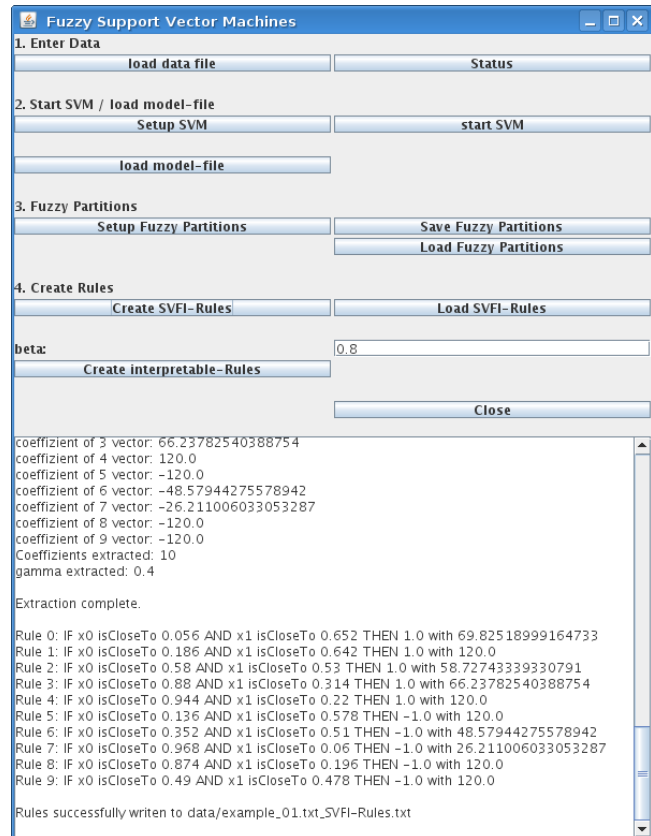 Fuzzy Support Vector Machines
1. Enter Data
load data file Status
2. Start SVM / load model-file
Setup SVM start SVM
load model-file
3. Fuzzy Partitions
Setup Fuzzy Partitions Save Fuzzy Partitions
Load Fuzzy Partitions
4. Create Rules
Create SVFI-Rules Load SVFI-Rules
beta: 0.8
Create interpretable-Rules
Close
coeffizient of 3 vector: 66.23782540388754
coeffizient of 4 vector: 120.0
coeffizient of 5 vector: -120.0
coeffizient of 6 vector: -48.57944275578942
coeffizient of 7 vector: -26.211006033053287
coeffizient of 8 vector: -120.0
coeffizient of 9 vector: -120.0
Coeffizients extracted: 10
gamma extracted: 0.4
Extraction complete.
Rule 0: IF x0 isCloseTo 0.056 AND x1 isCloseTo 0.652 THEN 1.0 with 69.82518999164733
Rule 1: IF x0 isCloseTo 0.186 AND x1 isCloseTo 0.642 THEN 1.0 with 120.0
Rule 2: IF x0 isCloseTo 0.58 AND x1 isCloseTo 0.53 THEN 1.0 with 58.72743339330791
Rule 3: IF x0 isCloseTo 0.88 AND x1 isCloseTo 0.314 THEN 1.0 with 66.23782540388754
Rule 4: IF x0 isCloseTo 0.944 AND x1 isCloseTo 0.22 THEN 1.0 with 120.0
Rule 5: IF x0 isCloseTo 0.136 AND x1 isCloseTo 0.578 THEN -1.0 with 120.0
Rule 6: IF x0 isCloseTo 0.352 AND x1 isCloseTo 0.51 THEN -1.0 with 48.57944275578942
Rule 7: IF x0 isCloseTo 0.968 AND x1 isCloseTo 0.06 THEN -1.0 with 26.211006033053287
Rule 8: IF x0 isCloseTo 0.874 AND x1 isCloseTo 0.196 THEN -1.0 with 120.0
Rule 9: IF x0 isCloseTo 0.49 AND x1 isCloseTo 0.478 THEN -1.0 with 120.0
Rules successfully writen to data/example_01.txt_SVFI-Rules.txt